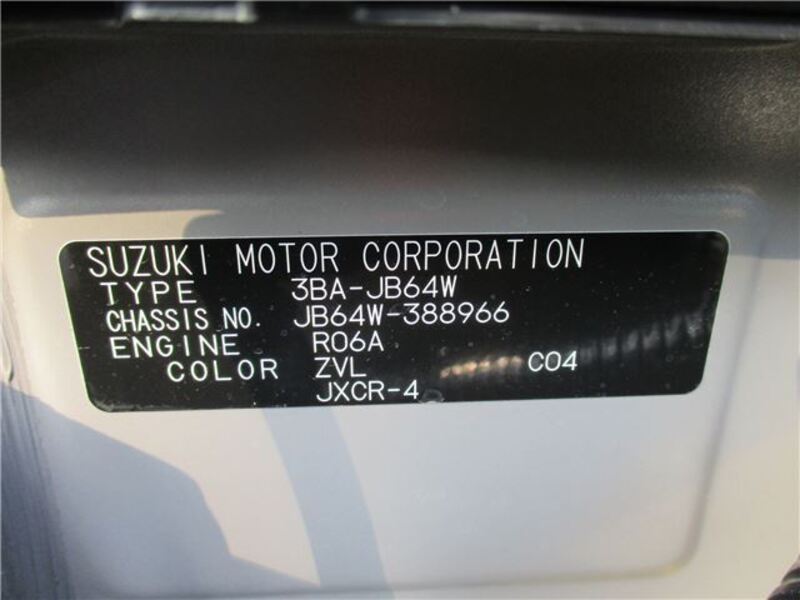 SUZUKI MOTOR CORPORATION
TYPE 3BA-JB64W
CHASSIS NO. JB64W-388966
ENGINE R06A
COLOR ZVL C04
JXCR-4